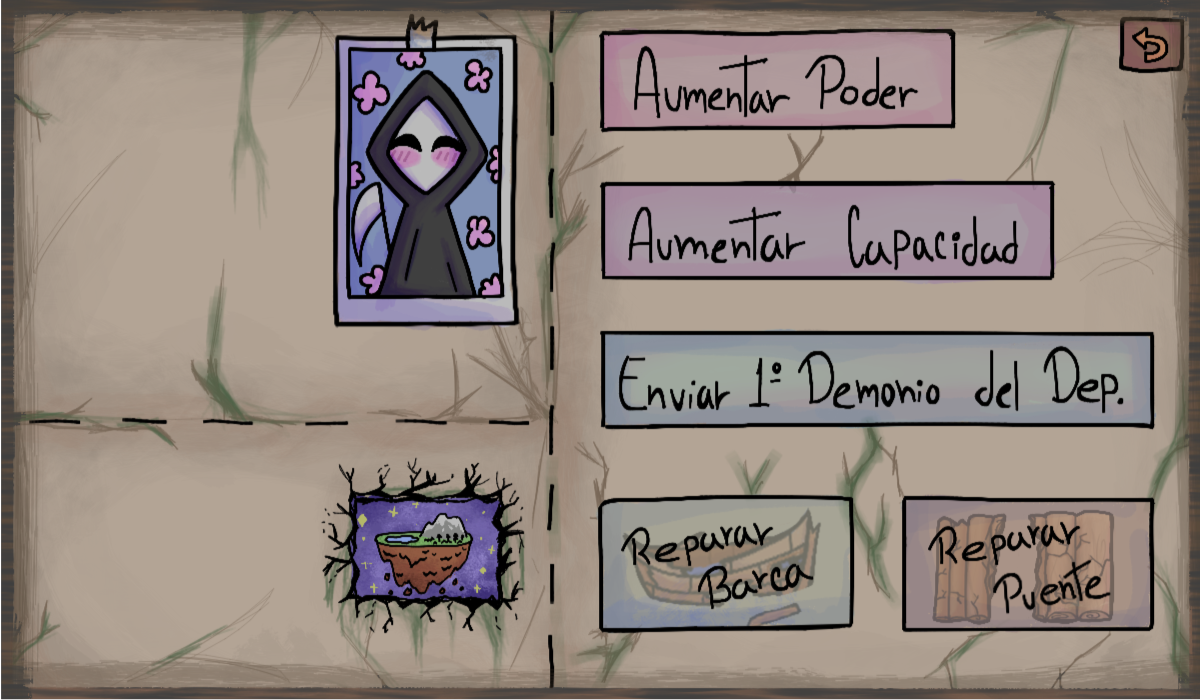 Aumentar Poder
Aumentar Capacidad
Enviar 1º Demonio del Dep.
Reparar
Barca
Reparar
Puente